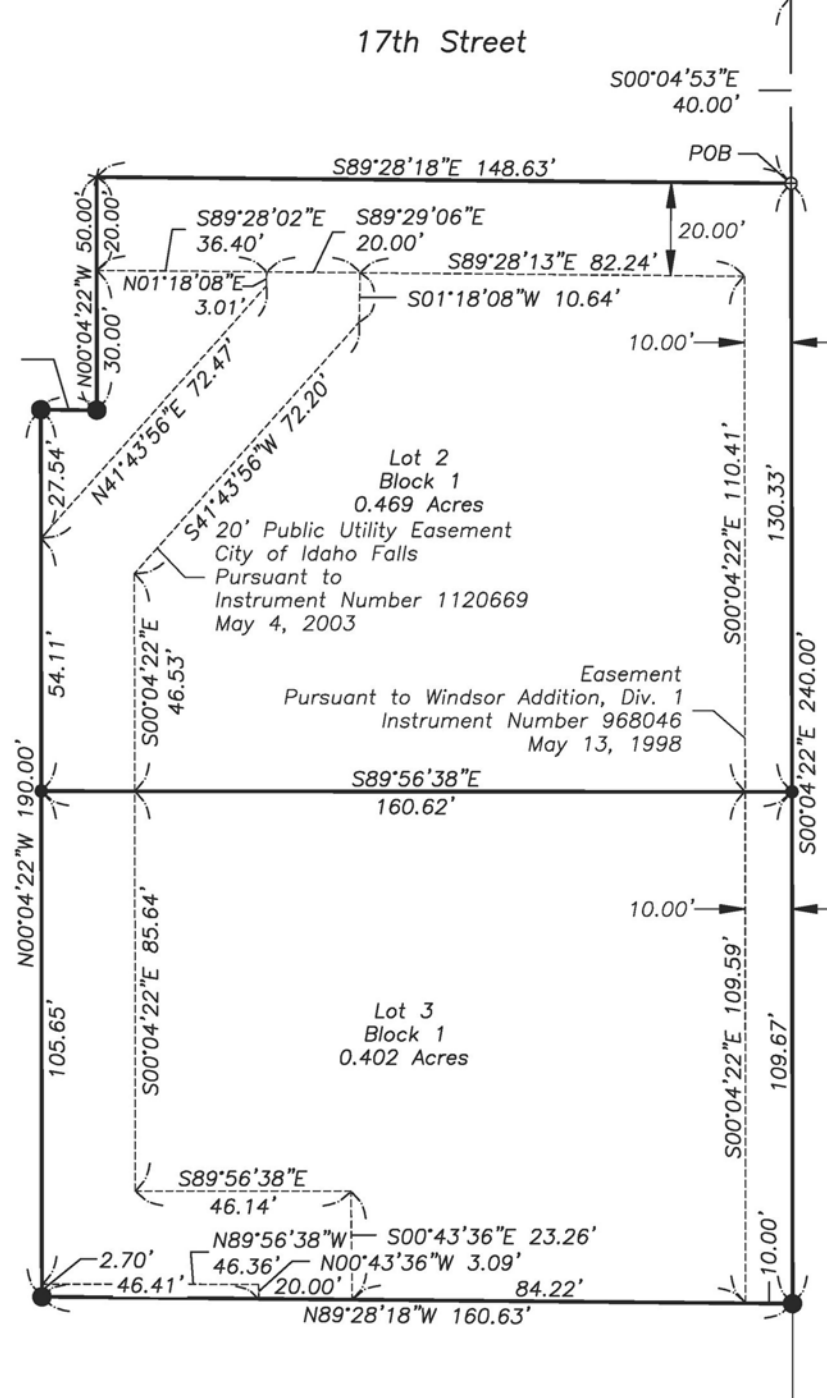 17th Street
S00°04'53"E
40.00'
POB
S89°28'18"E 148.63'
N00°04'22"W 50.00'
20.00'
30.00'
S89°28'02"E
36.40'
S89°29'06"E
20.00'
20.00'
S89°28'13"E 82.24'
N01°18'08"E
3.01'
S01°18'08"W 10.64'
10.00'
N41°43'56"E 72.47'
S41°43'56"W 72.20'
27.54'
Lot 2
Block 1
0.469 Acres
S00°04'22"E 110.41'
130.33'
20' Public Utility Easement
City of Idaho Falls
Pursuant to
Instrument Number 1120669
May 4, 2003
54.11'
S00°04'22"E
46.53'
Easement
Pursuant to Windsor Addition, Div. 1
Instrument Number 968046
May 13, 1998
S00°04'22"E 240.00'
N00°04'22"W 190.00'
S89°56'38"E
160.62'
10.00'
S00°04'22"E 85.64'
105.65'
Lot 3
Block 1
0.402 Acres
S00°04'22"E 109.59'
109.67'
S89°56'38"E
46.14'
N89°56'38"W
46.36'
S00°43'36"E 23.26'
N00°43'36"W 3.09'
2.70'
46.41'
20.00'
84.22'
10.00'
N89°28'18"W 160.63'